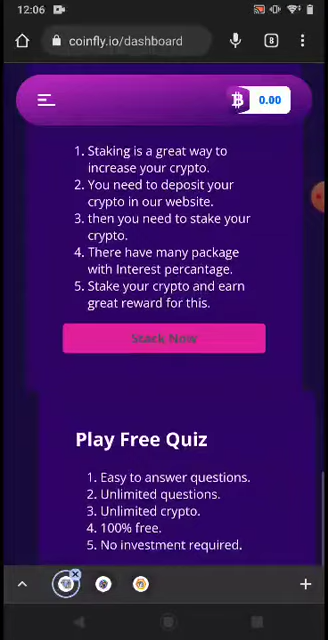 12:06
coinfly.io/dashboard
8
0.00
1. Staking is a great way to
increase your crypto.
2. You need to deposit your
crypto in our website.
3. then you need to stake your
crypto.
4. There have many package
with Interest percantage.
5. Stake your crypto and earn
great reward for this.
Stack Now
Play Free Quiz
1. Easy to answer questions.
2. Unlimited questions.
3. Unlimited crypto.
4. 100% free.
5. No investment required.